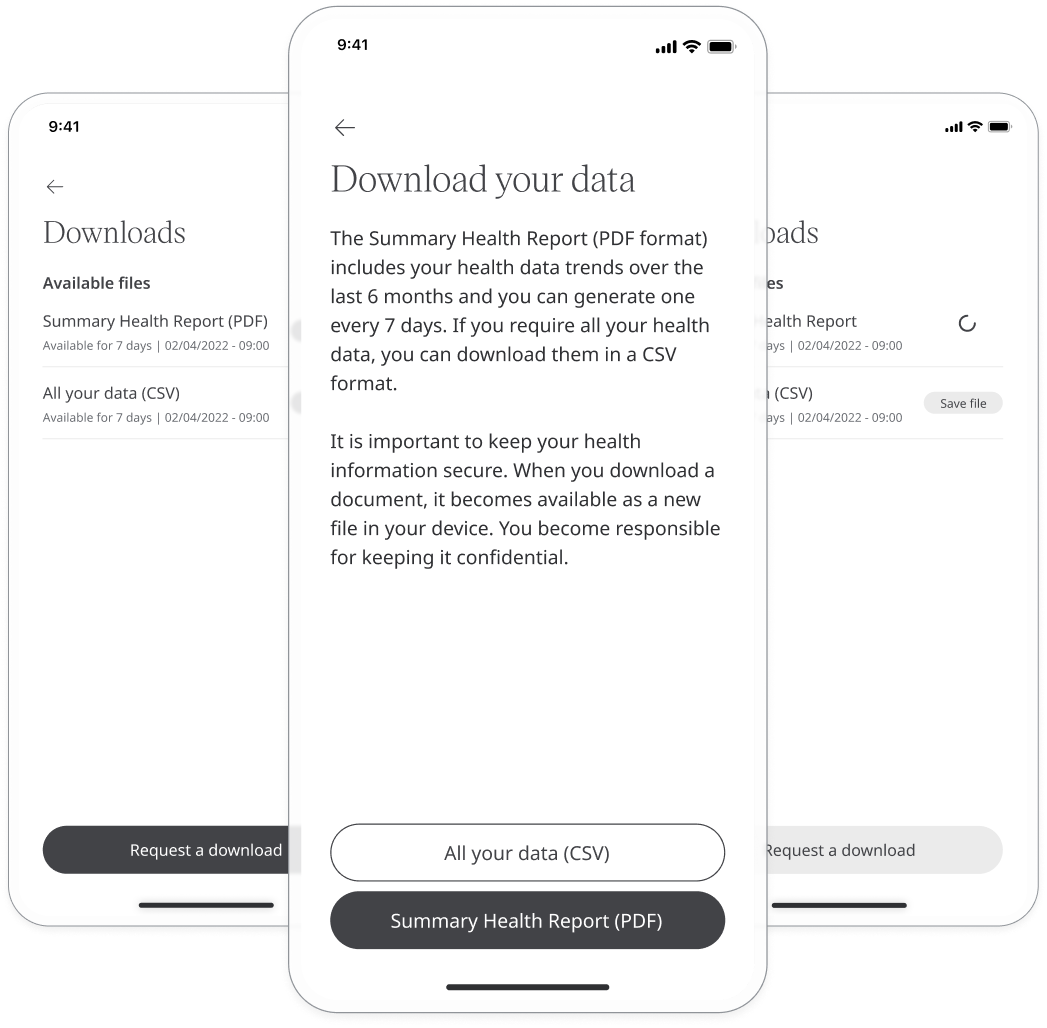 9:41
Downloads
Available files
Summary Health Report (PDF)
Available for 7 days | 02/04/2022 - 09:00
All your data (CSV)
Available for 7 days | 02/04/2022 - 09:00
Request a download
9:41
Download your data
The Summary Health Report (PDF format)
includes your health data trends over the
last 6 months and you can generate one
every 7 days. If you require all your health
data, you can download them in a CSV
format.
It is important to keep your health
information secure. When you download a
document, it becomes available as a new
file in your device. You become responsible
for keeping it confidential.
All your data (CSV)
Summary Health Report (PDF)
oads
es
ealth Report
ays | 02/04/2022 - 09:00
(CSV)
ays | 02/04/2022 - 09:00
Save file
Request a download